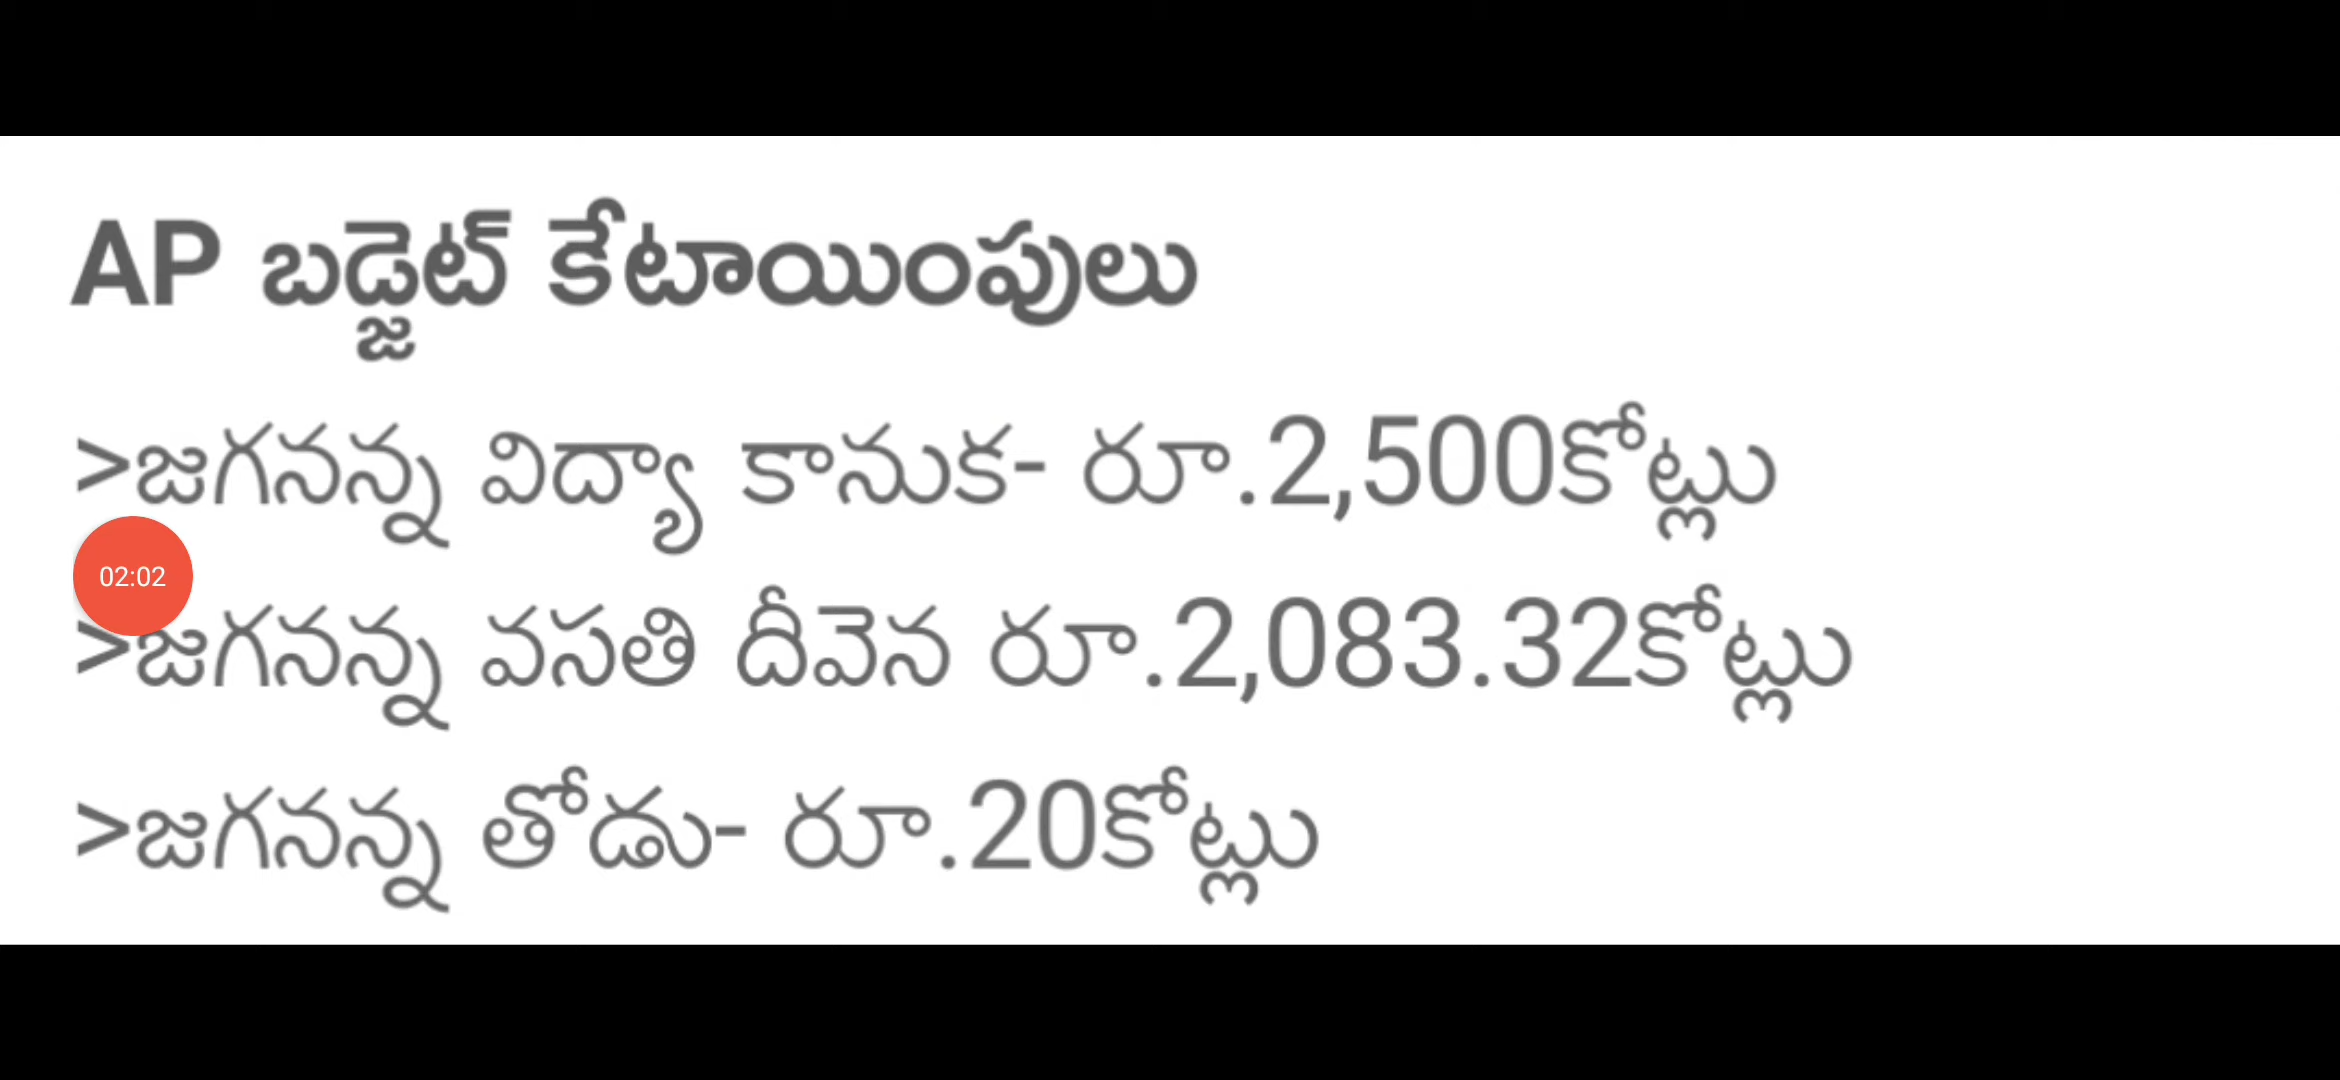 AP బడ్జెట్ కేటాయింపులు
>జగనన్న విద్యా కానుక- రూ.2,500కోట్లు
02:02
>జగనన్న వసతి దీవెన రూ.2,083.32కోట్లు
>జగనన్న తోడు- రూ.20కోట్లు